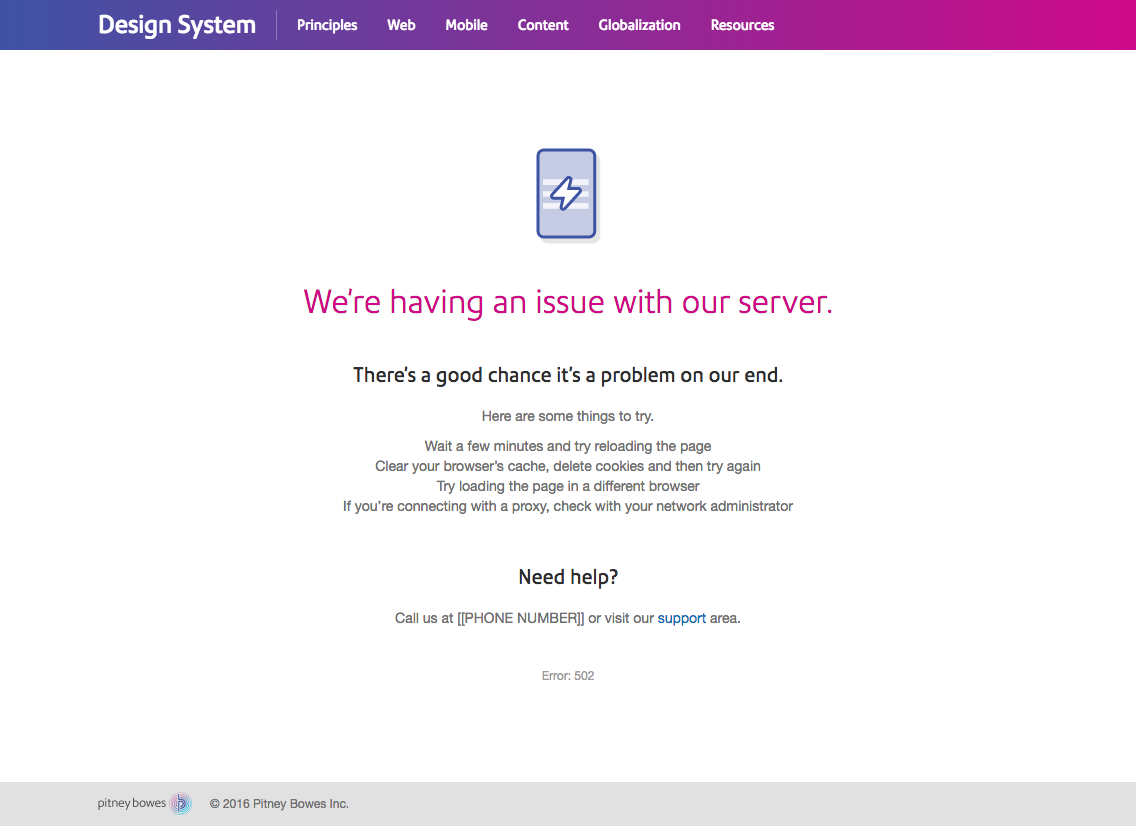 Design System Principles Web Mobile Content Globalization Resources
We're having an issue with our server.
There's a good chance it's a problem on our end.
Here are some things to try.
Wait a few minutes and try reloading the page
Clear your browser's cache, delete cookies and then try again
Try loading the page in a different browser
If you're connecting with a proxy, check with your network administrator
Need help?
Call us at [[PHONE NUMBER]] or visit our support area.
Error: 502
pitney bowes © 2016 Pitney Bowes Inc.